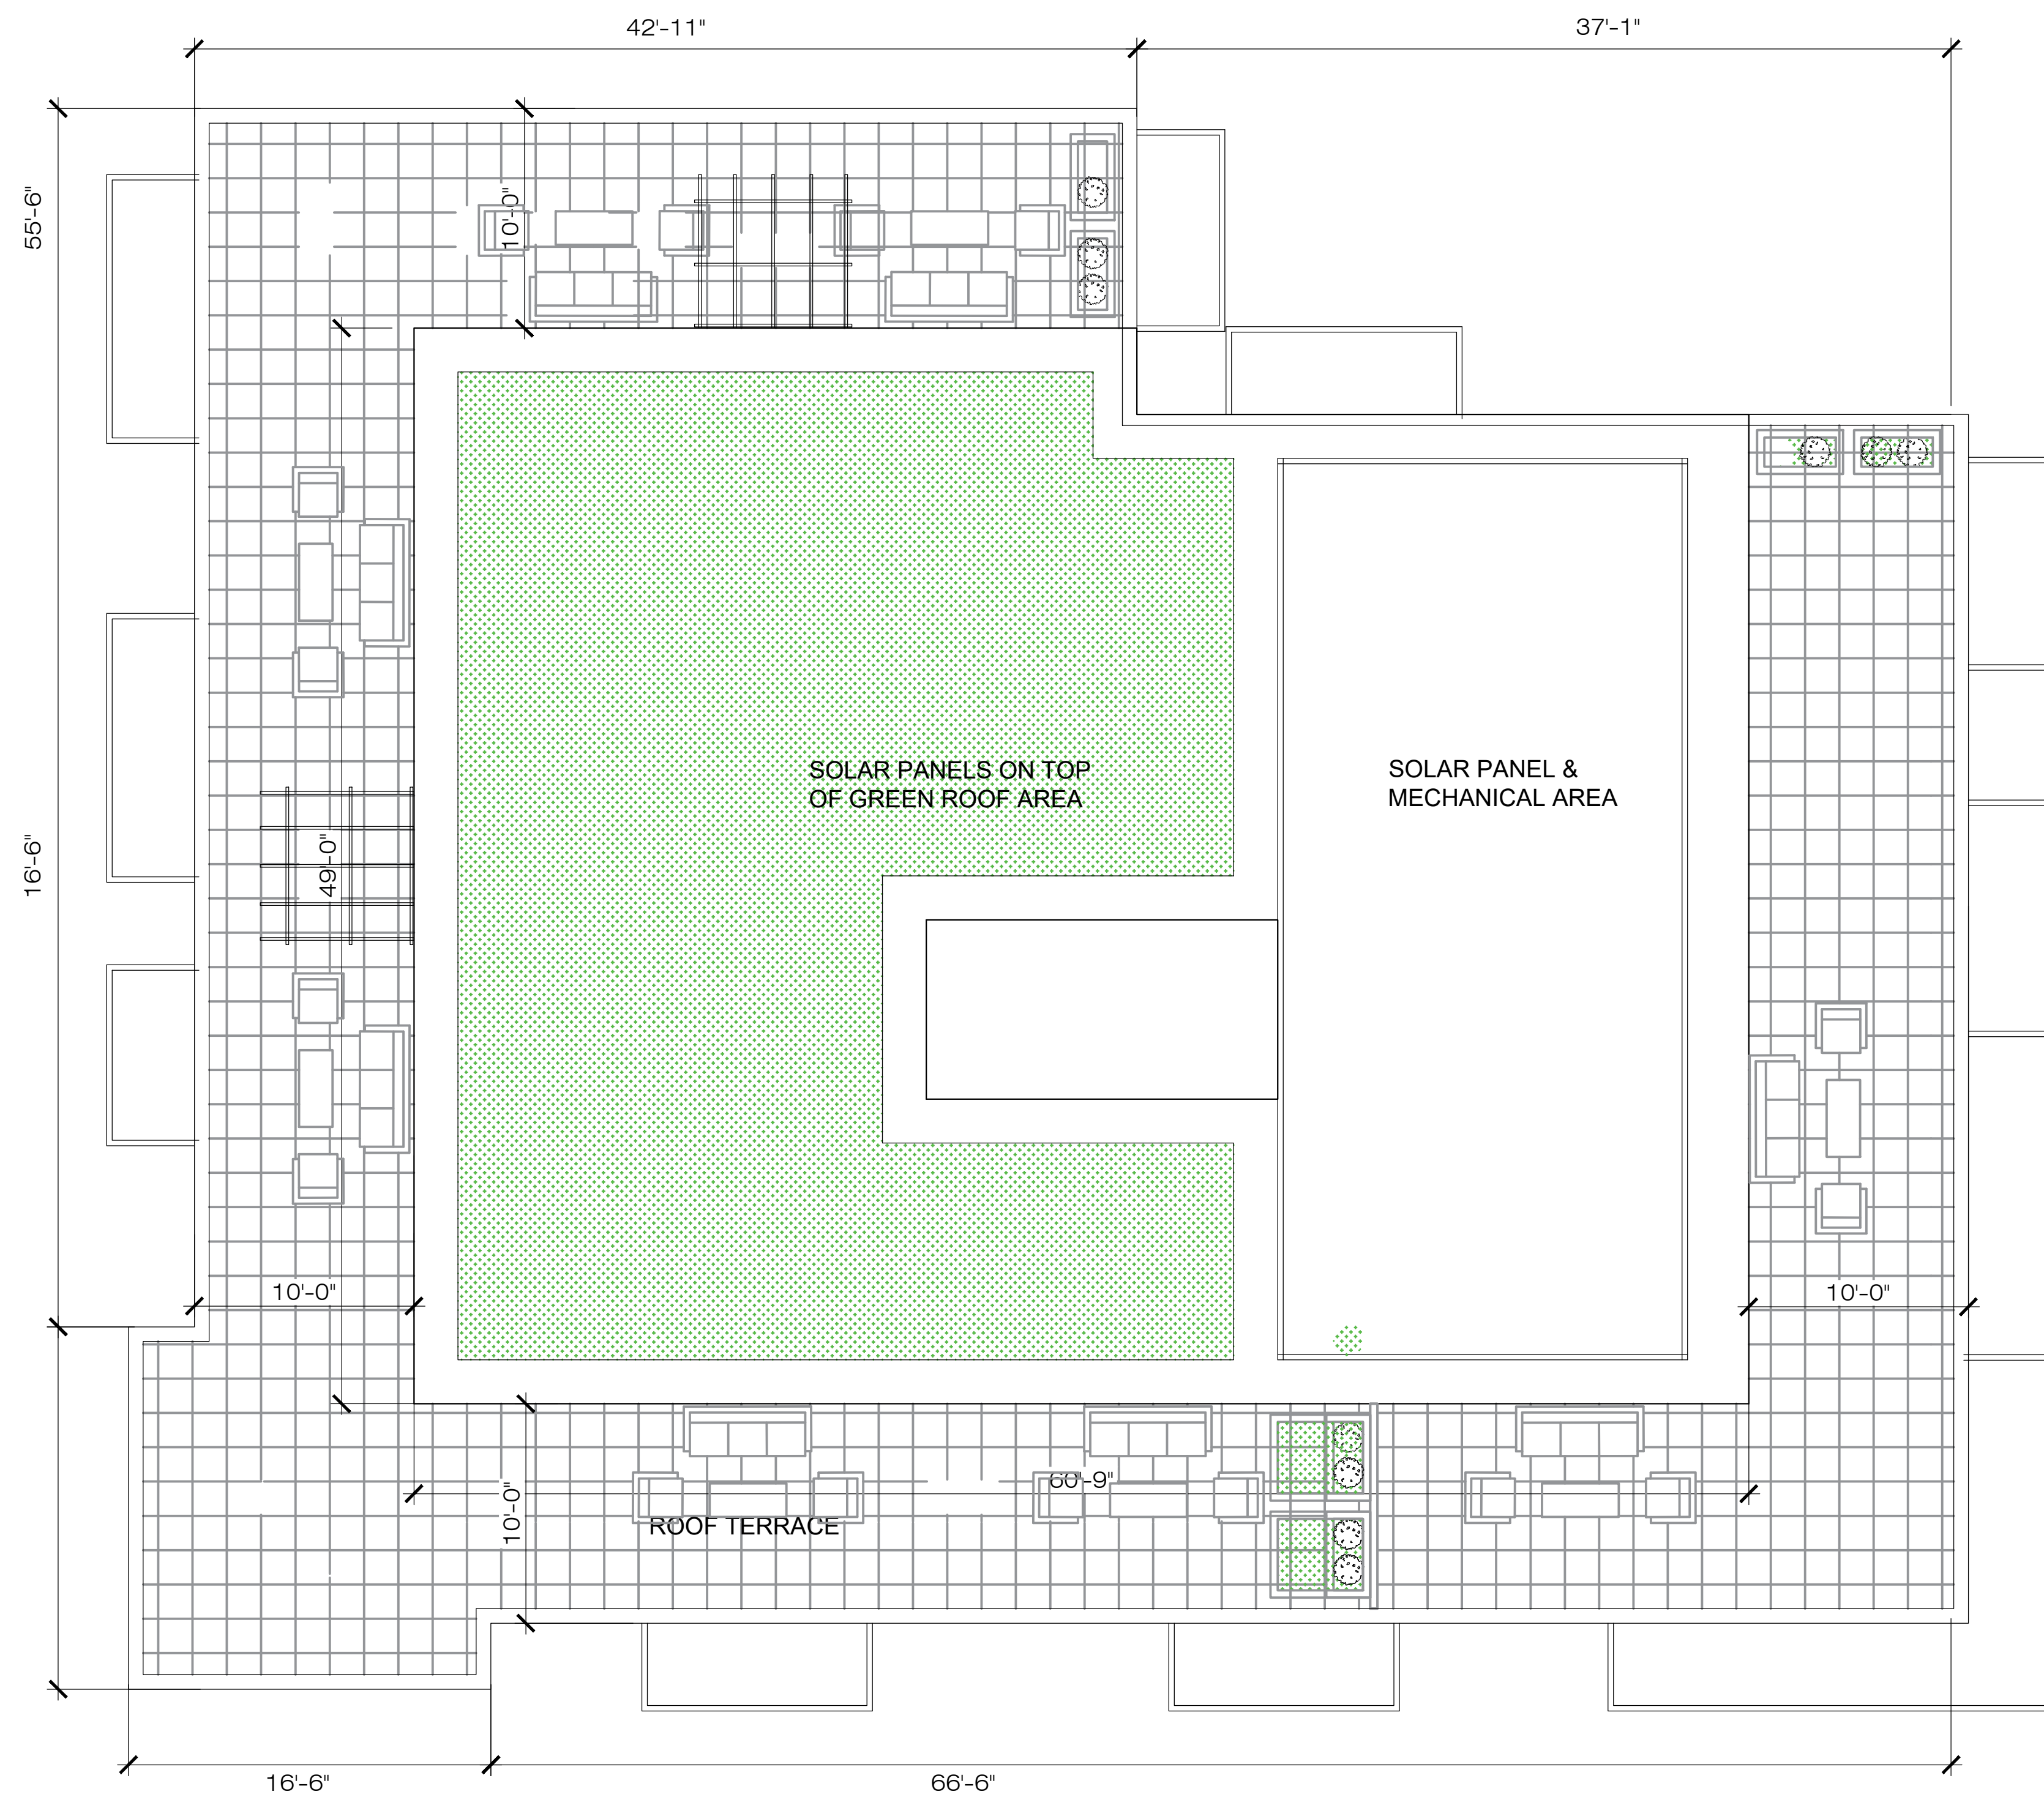 42'-11"
37'-1"
55'-6"
10'-0"
SOLAR PANELS ON TOP
OF GREEN ROOF AREA
SOLAR PANEL &
MECHANICAL AREA
16'-6"
49'-0"
10'-0"
10'-0"
60'-9"
10'-0"
ROOF TERRACE
16'-6"
66'-6"